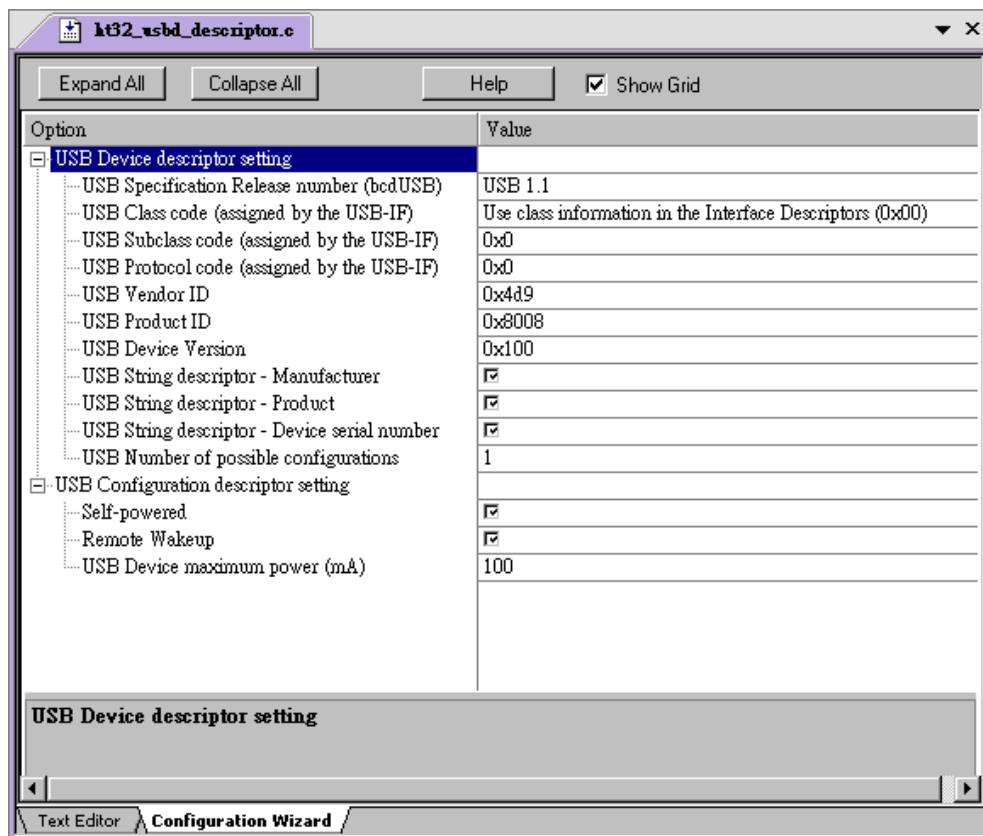 ht32_usbd_descriptor.c
Expand All Collapse All Help Show Grid
Option Value
USB Device descriptor setting
USB Specification Release number (bcdUSB) USB 1.1
USB Class code (assigned by the USB-IF) Use class information in the Interface Descriptors (0x00)
USB Subclass code (assigned by the USB-IF) 0x0
USB Protocol code (assigned by the USB-IF) 0x0
USB Vendor ID 0x4d9
USB Product ID 0x8008
USB Device Version 0x100
USB String descriptor - Manufacturer
USB String descriptor - Product
USB String descriptor - Device serial number
USB Number of possible configurations 1
USB Configuration descriptor setting
Self-powered
Remote Wakeup
USB Device maximum power (mA) 100
USB Device descriptor setting
Text Editor Configuration Wizard